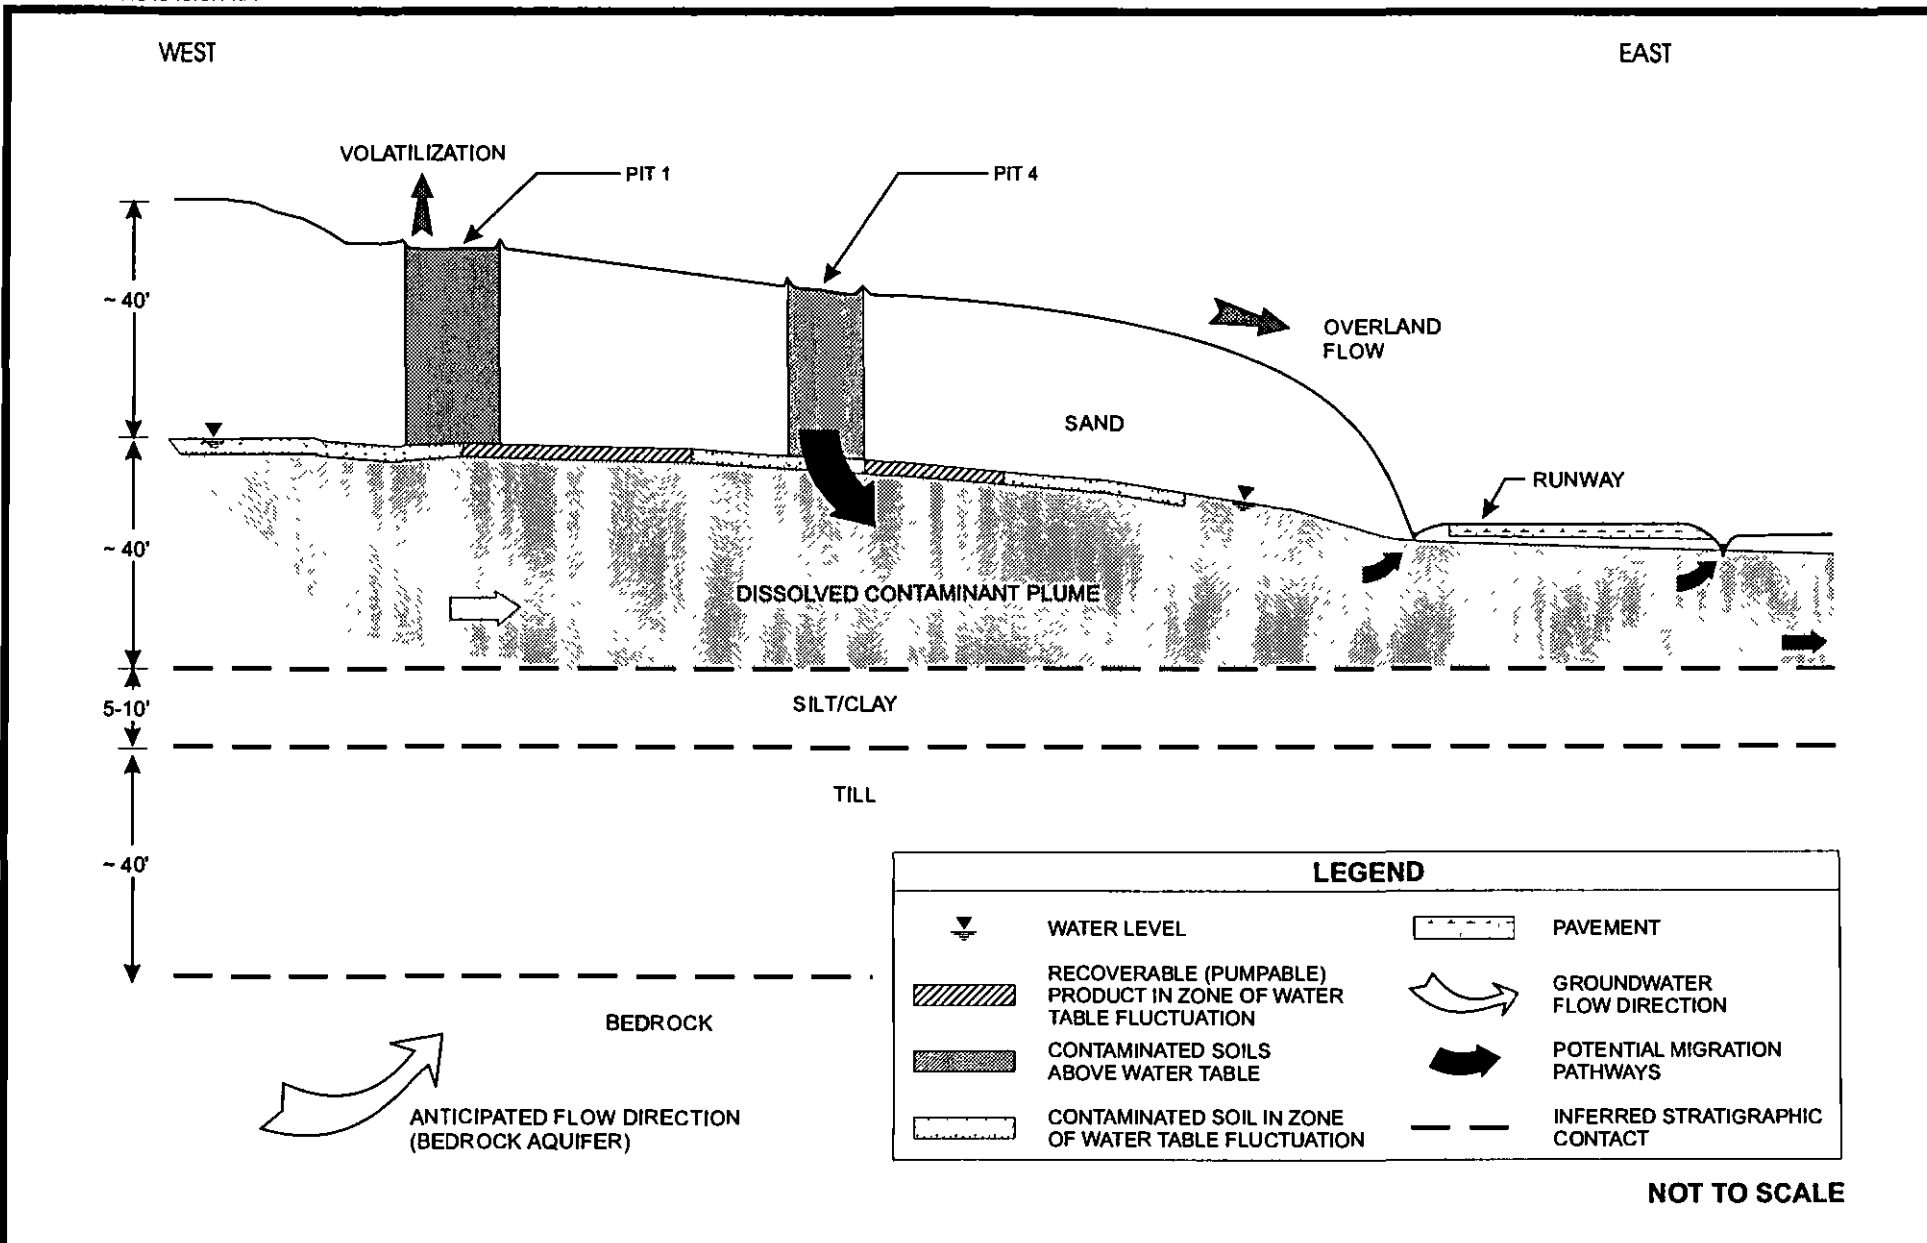 WEST
EAST
VOLATILIZATION
PIT 1
PIT 4
~ 40'
OVERLAND
FLOW
SAND
RUNWAY
~ 40'
DISSOLVED CONTAMINANT PLUME
5-10'
SILT/CLAY
TILL
~ 40'
BEDROCK
ANTICIPATED FLOW DIRECTION
(BEDROCK AQUIFER)
LEGEND
WATER LEVEL
RECOVERABLE (PUMPABLE)
PRODUCT IN ZONE OF WATER
TABLE FLUCTUATION
CONTAMINATED SOILS
ABOVE WATER TABLE
CONTAMINATED SOIL IN ZONE
OF WATER TABLE FLUCTUATION
PAVEMENT
GROUNDWATER
FLOW DIRECTION
POTENTIAL MIGRATION
PATHWAYS
INFERRED STRATIGRAPHIC
CONTACT
NOT TO SCALE